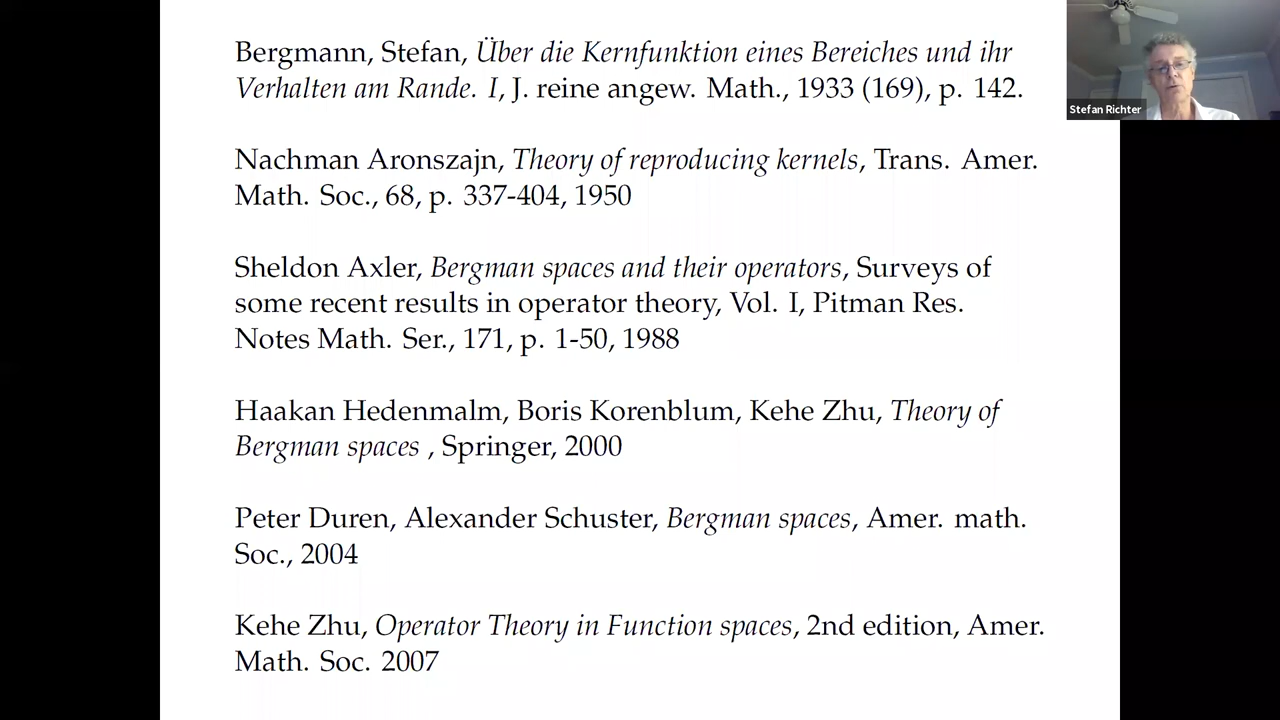 Bergmann, Stefan, Über die Kernfunktion eines Bereiches und ihr
Verhalten am Rande. I, J. reine angew. Math., 1933 (169), p. 142.
Stefan Richter
Nachman Aronszajn, Theory of reproducing kernels, Trans. Amer.
Math. Soc., 68, p. 337-404, 1950
Sheldon Axler, Bergman spaces and their operators, Surveys of
some recent results in operator theory, Vol. I, Pitman Res.
Notes Math. Ser., 171, p. 1-50, 1988
Haakan Hedenmalm, Boris Korenblum, Kehe Zhu, Theory of
Bergman spaces , Springer, 2000
Peter Duren, Alexander Schuster, Bergman spaces, Amer. math.
Soc., 2004
Kehe Zhu, Operator Theory in Function spaces, 2nd edition, Amer.
Math. Soc. 2007